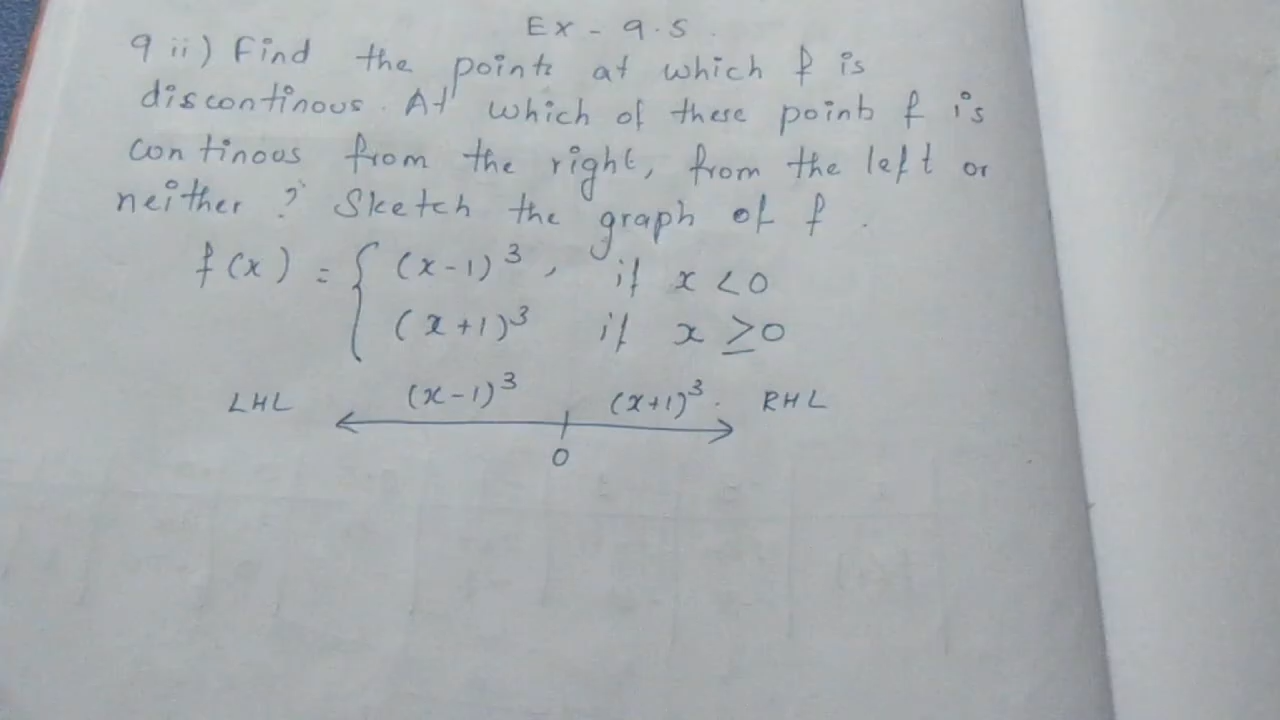 Ex - 9.5.
9 ii) Find the points at which f is
discontinous. At which of these points f is
continous from the right, from the left or
neither ? Sketch the graph of f.
f(x) = { (x-1)³, if x < 0
(x+1)³ if x ≥ 0
LHL (x-1)³ (x+1)³. RHL
0